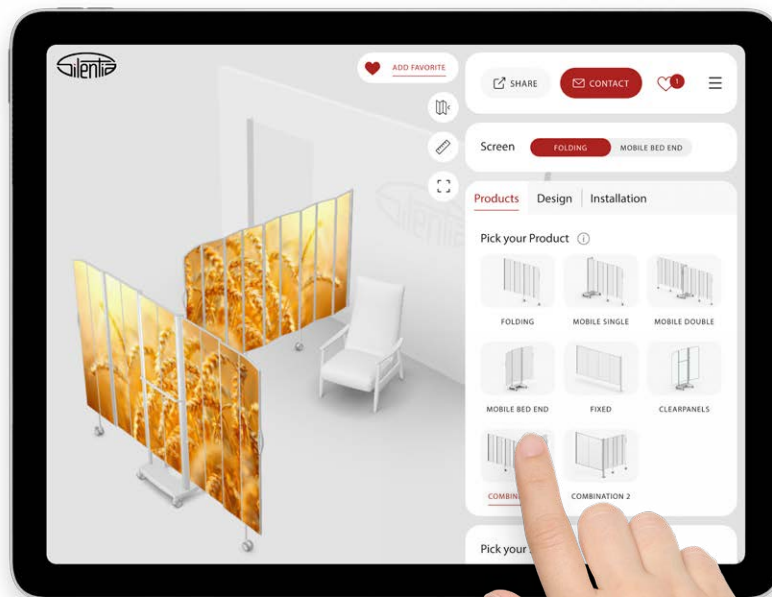 Silentia
ADD FAVORITE
SHARE
CONTACT
1
Screen
FOLDING
MOBILE BED END
Products
Design
Installation
Pick your Product
FOLDING
MOBILE SINGLE
MOBILE DOUBLE
MOBILE BED END
FIXED
CLEARPANELS
COMBINATION 2
Pick your